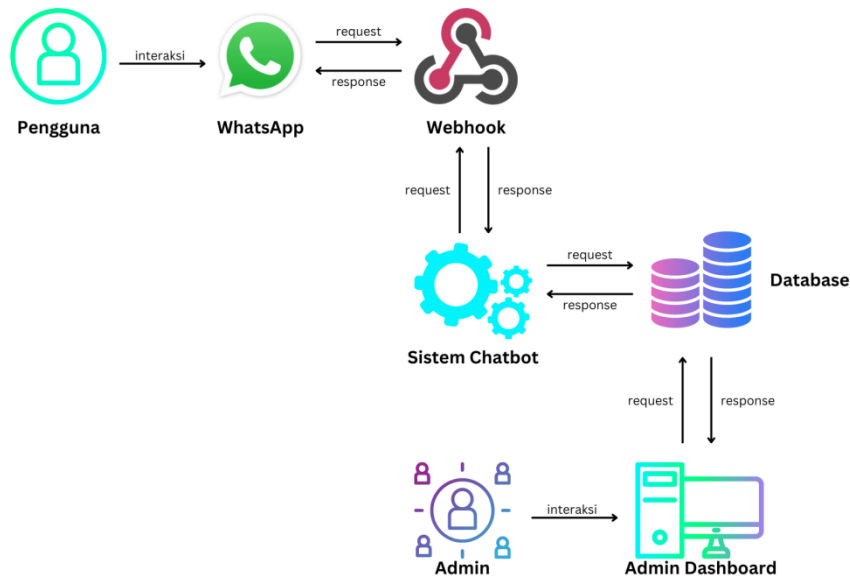 request
interaksi
response
Pengguna
WhatsApp
Webhook
request
response
request
Database
response
Sistem Chatbot
request
response
interaksi
Admin
Admin Dashboard